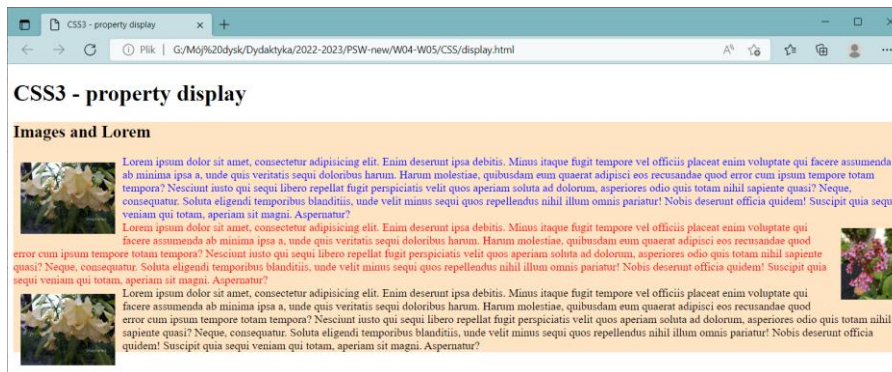 CSS3 - property display
Plik
G:/Mój%20dysk/Dydaktyka/2022-2023/PSW-new/W04-W05/CSS/display.html
CSS3 - property display
Images and Lorem
Lorem ipsum dolor sit amet, consectetur adipisicing elit. Enim deserunt ipsa debitis. Minus itaque fugit tempore vel officiis placeat enim voluptate qui facere assumenda
ab minima ipsa a, unde quis veritatis sequi doloribus harum. Harum molestiae, quibusdam eum quaerat adipisci eos recusandae quod error cum ipsum tempore totam
tempora? Nesciunt iusto qui sequi libero repellat fugit perspiciatis velit quos aperiam soluta ad dolorum, asperiores odio quis totam nihil sapiente quasi? Neque,
consequatur. Soluta eligendi temporibus blanditiis, unde velit minus sequi quos repellendus nihil illum omnis pariatur! Nobis deserunt officia quidem! Suscipit quia sequi
veniam qui totam, aperiam sit magni. Aspernatur?
Lorem ipsum dolor sit amet, consectetur adipisicing elit. Enim deserunt ipsa debitis. Minus itaque fugit tempore vel officiis placeat enim voluptate qui
facere assumenda ab minima ipsa a, unde quis veritatis sequi doloribus harum. Harum molestiae, quibusdam eum quaerat adipisci eos recusandae quod
error cum ipsum tempore totam tempora? Nesciunt iusto qui sequi libero repellat fugit perspiciatis velit quos aperiam soluta ad dolorum, asperiores odio quis totam nihil sapiente
quasi? Neque, consequatur. Soluta eligendi temporibus blanditiis, unde velit minus sequi quos repellendus nihil illum omnis pariatur! Nobis deserunt officia quidem! Suscipit quia
sequi veniam qui totam, aperiam sit magni. Aspernatur?
Lorem ipsum dolor sit amet, consectetur adipisicing elit. Enim deserunt ipsa debitis. Minus itaque fugit tempore vel officiis placeat enim voluptate qui
facere assumenda ab minima ipsa a, unde quis veritatis sequi doloribus harum. Harum molestiae, quibusdam eum quaerat adipisci eos recusandae quod
error cum ipsum tempore totam tempora? Nesciunt iusto qui sequi libero repellat fugit perspiciatis velit quos aperiam soluta ad dolorum, asperiores odio quis totam nihil
sapiente quasi? Neque, consequatur. Soluta eligendi temporibus blanditiis, unde velit minus sequi quos repellendus nihil illum omnis pariatur! Nobis deserunt officia
quidem! Suscipit quia sequi veniam qui totam, aperiam sit magni. Aspernatur?